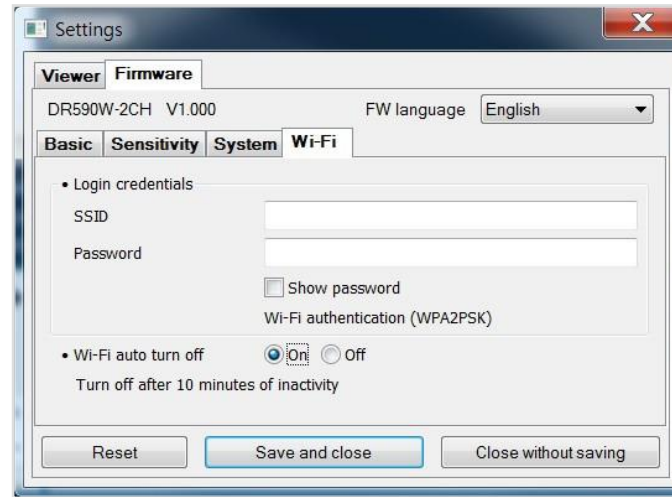 Settings
Viewer Firmware
DR590W-2CH V1.000 FW language English
Basic Sensitivity System Wi-Fi
• Login credentials
SSID
Password
Show password
Wi-Fi authentication (WPA2PSK)
• Wi-Fi auto turn off On Off
Turn off after 10 minutes of inactivity
Reset Save and close Close without saving